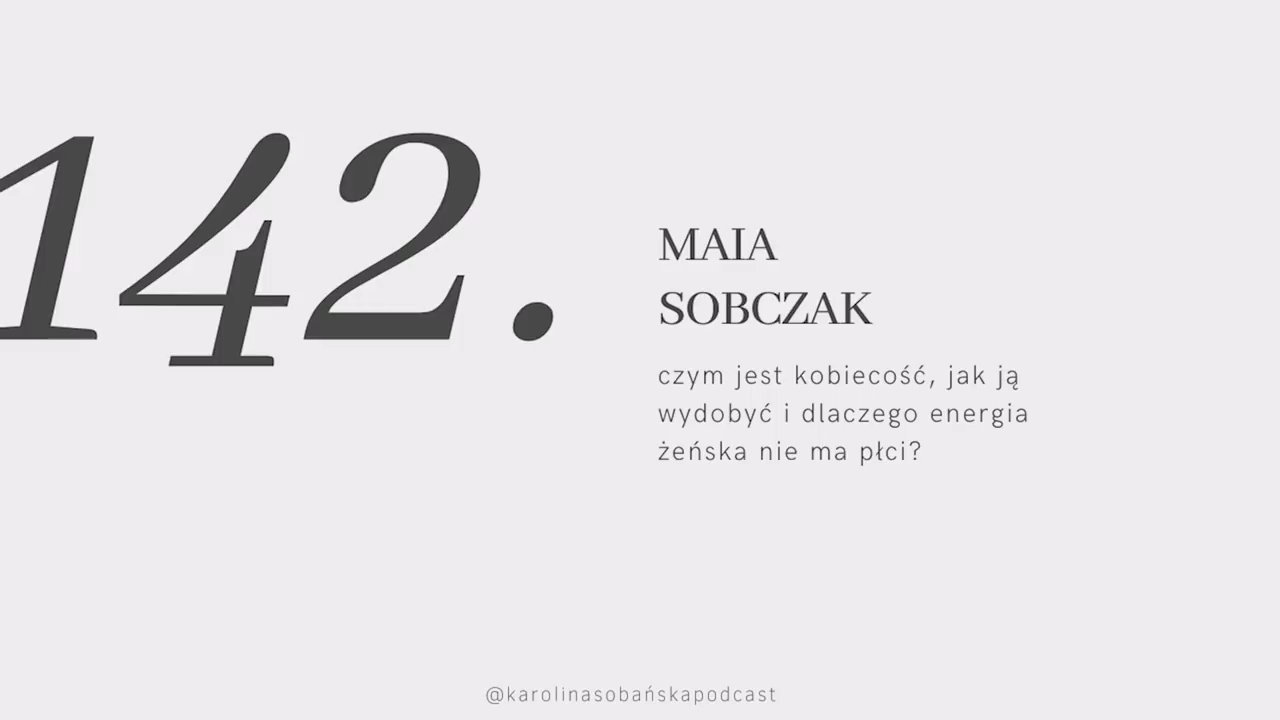 142.
MAIA
SOBCZAK
czym jest kobiecość, jak ją
wydobyć i dlaczego energia
żeńska nie ma płci?
@karolinasobańskapodcast